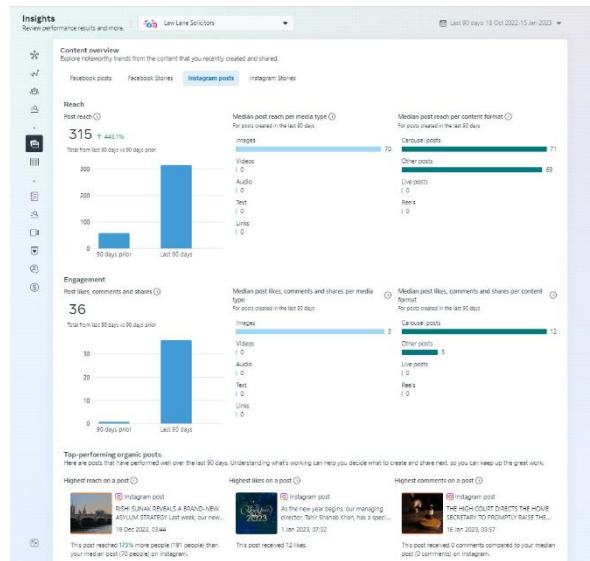 Insights
Review performance results and more.
Law Lane Solicitors
Last 90 days: 18 Oct 2022-15 Jan 2023
Content overview
Explore noteworthy trends from the content that you recently created and shared.
Facebook posts Facebook Stories Instagram posts Instagram Stories
Reach
Post reach
315 ↑ 442.1%
Total from last 90 days vs 90 days prior
300
200
100
0
90 days prior Last 90 days
Median post reach per media type
For posts created in the last 90 days
Images
70
Videos
0
Audio
0
Text
0
Links
0
Median post reach per content format
For posts created in the last 90 days
Carousel posts
71
Other posts
69
Live posts
0
Reels
0
Engagement
Post likes, comments and shares
36
Total from last 90 days vs 90 days prior
30
20
10
0
90 days prior Last 90 days
Median post likes, comments and shares per media
type
For posts created in the last 90 days
Images
3
Videos
0
Audio
0
Text
0
Links
0
Median post likes, comments and shares per content
format
For posts created in the last 90 days
Carousel posts
12
Other posts
3
Live posts
0
Reels
0
Top-performing organic posts
Here are posts that have performed well over the last 90 days. Understanding what's working can help you decide what to create and share next, so you can keep up the great work.
Highest reach on a post
Instagram post
RISHI SUNAK REVEALS A BRAND-NEW
ASYLUM STRATEGY Last week, our new...
19 Dec 2022, 03:44
This post reached 173% more people (191 people) than
your median post (70 people) on Instagram.
Highest likes on a post
2023
Instagram post
As the new year begins, our managing
director, Tahir Shahab Khan, has a speci...
1 Jan 2023, 07:32
This post received 12 likes.
Highest comments on a post
Instagram post
THE HIGH COURT DIRECTS THE HOME
SECRETARY TO PROMPTLY RAISE THE...
16 Jan 2023, 03:57
This post received 0 comments compared to your median
post (0 comments) on Instagram.